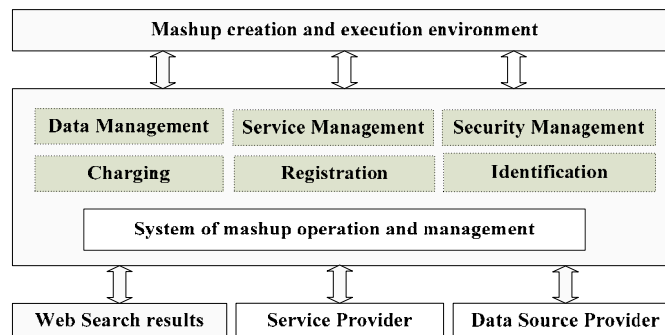 Mashup creation and execution environment
Data Management
Service Management
Security Management
Charging
Registration
Identification
System of mashup operation and management
Web Search results
Service Provider
Data Source Provider